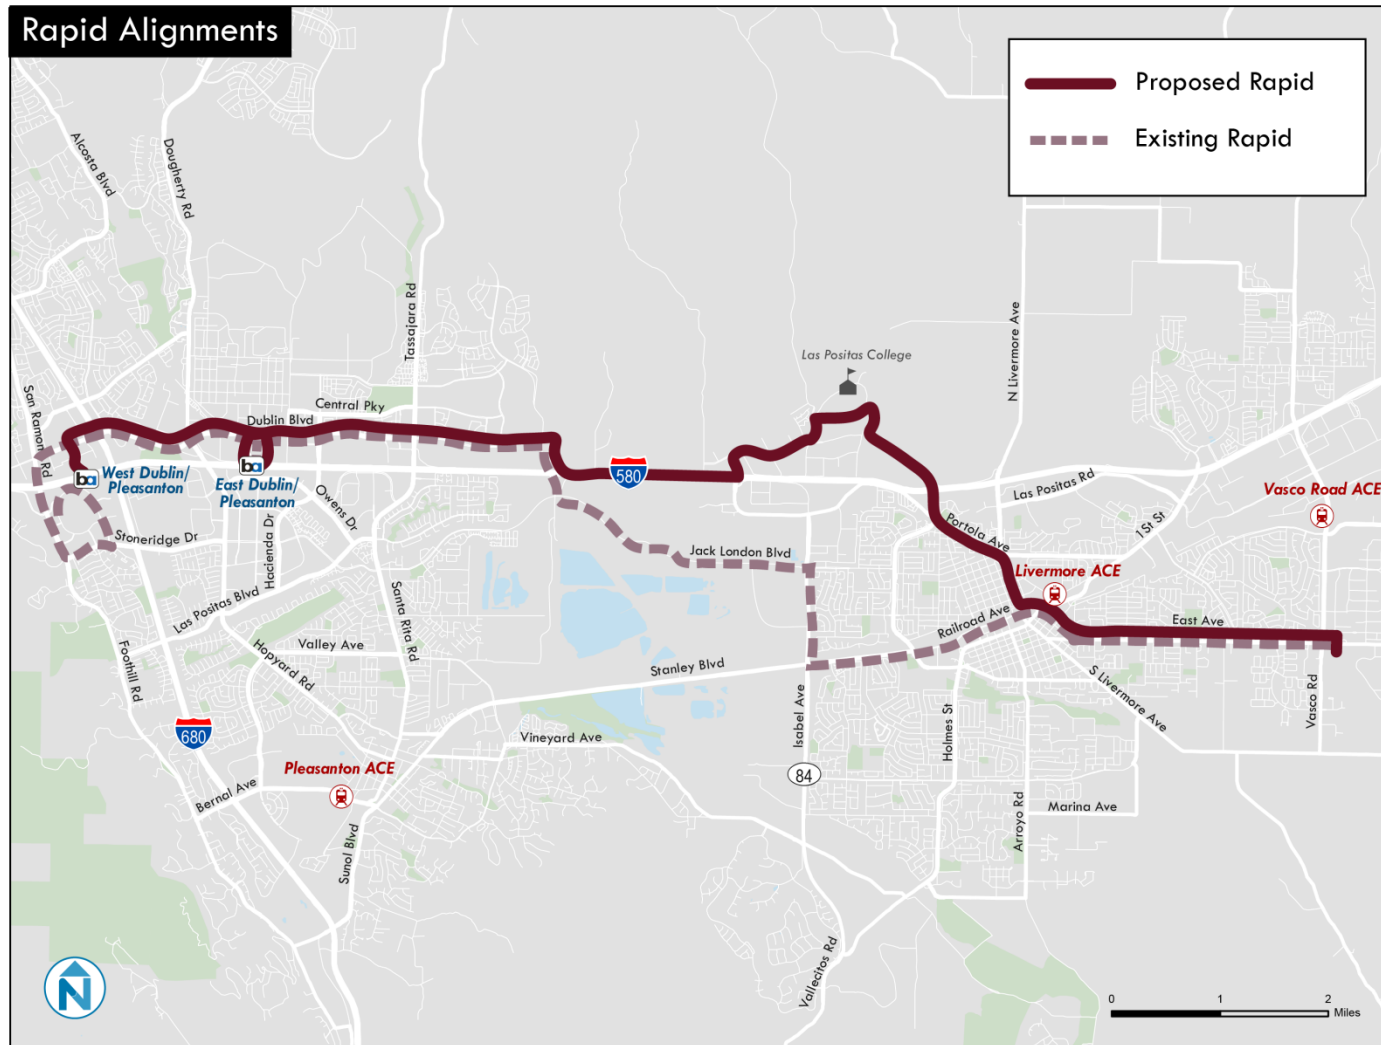 Rapid Alignments
Proposed Rapid
Existing Rapid
Alcosta Blvd
Dougherty Rd
Tassajara Rd
N Livermore Ave
Las Positas College
San Ramon Rd
Central Pky
Dublin Blvd
ba
West Dublin/
Pleasanton
ba
East Dublin/
Pleasanton
580
Las Positas Rd
Vasco Road ACE
Owens Dr
Hacienda Dr
Stoneridge Dr
Portola Ave
1St St
Jack London Blvd
Livermore ACE
Las Positas Blvd
Santa Rita Rd
Railroad Ave
East Ave
Valley Ave
Hopyard Rd
Foothill Rd
Stanley Blvd
S Livermore Ave
Isabel Ave
Holmes St
Vasco Rd
680
Vineyard Ave
Pleasanton ACE
84
Bernal Ave
Marina Ave
Arroyo Rd
Sunol Blvd
Vallecitos Rd
N
0 1 2
Miles